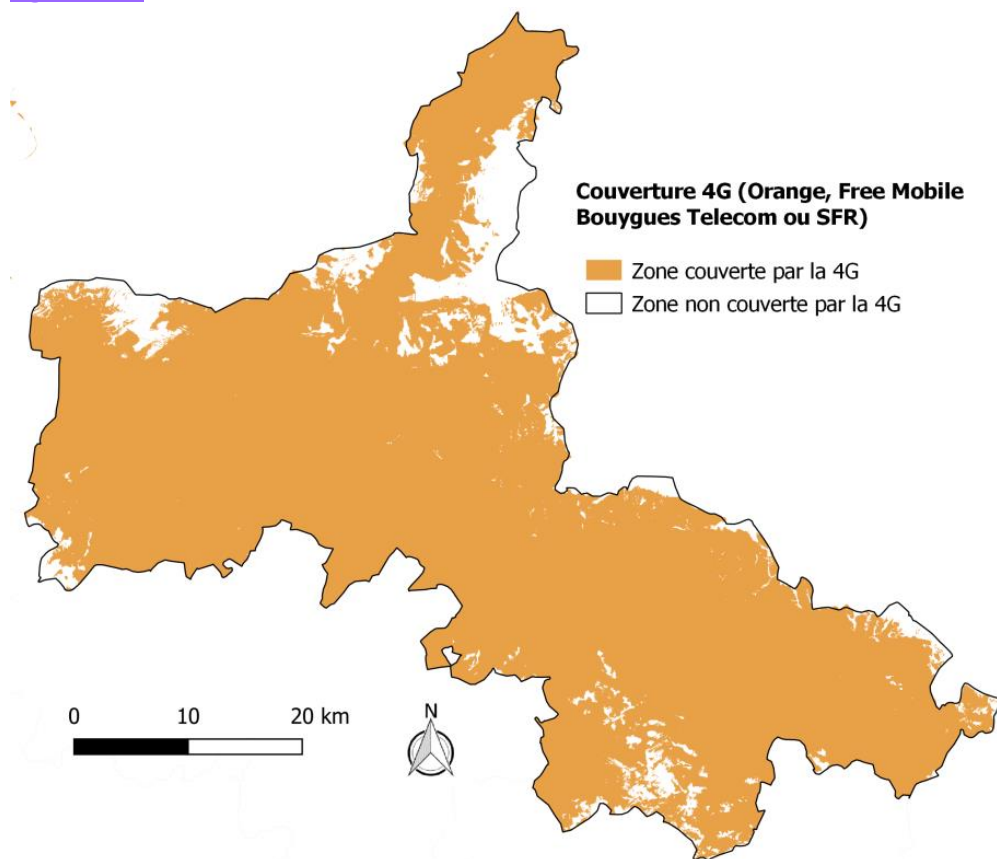 Couverture 4G (Orange, Free Mobile
Bouygues Telecom ou SFR)
Zone couverte par la 4G
Zone non couverte par la 4G
0 10 20 km
N